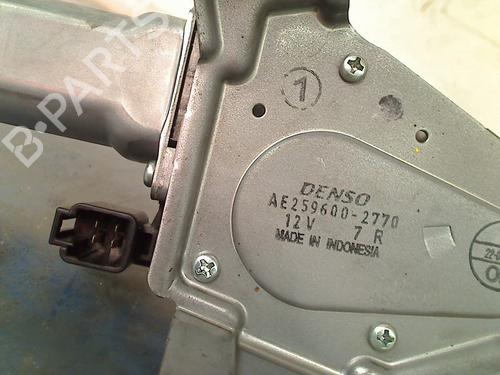 B-PARTS
1
DENSO
AE259600-2770
12V 7 R
MADE IN INDONESIA